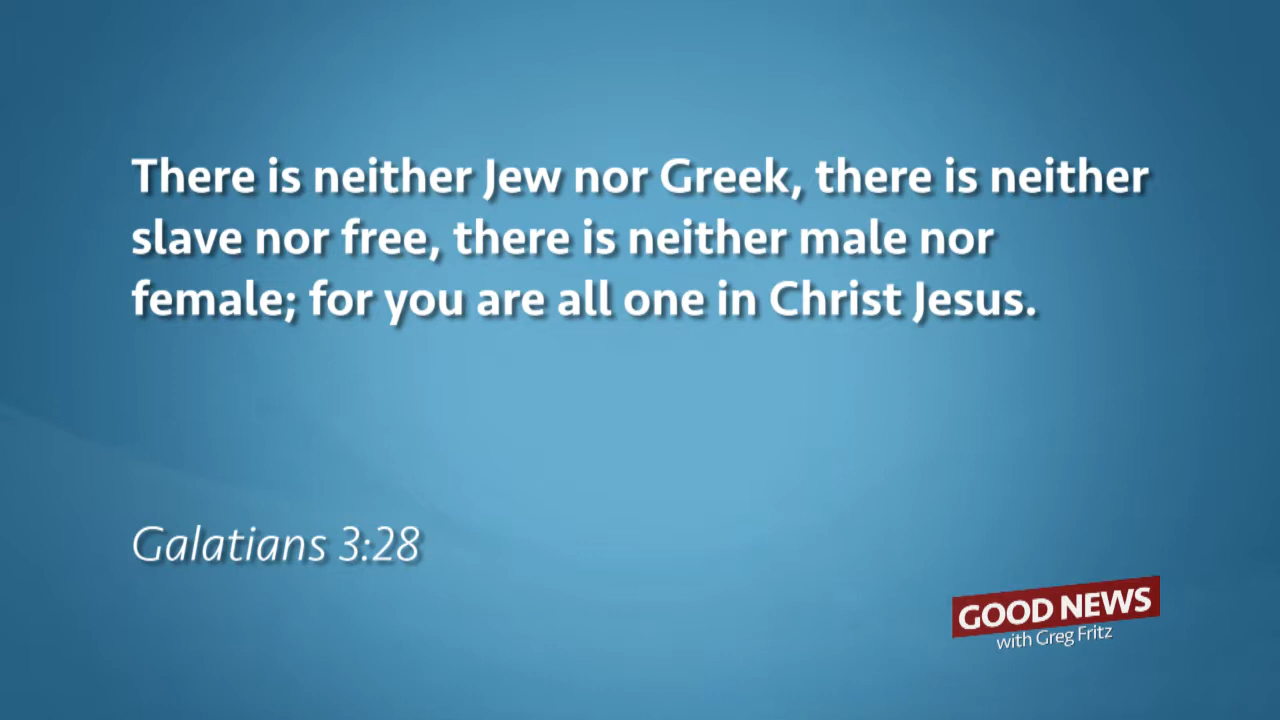 There is neither Jew nor Greek, there is neither
slave nor free, there is neither male nor
female; for you are all one in Christ Jesus.
Galatians 3:28
GOOD NEWS
with Greg Fritz